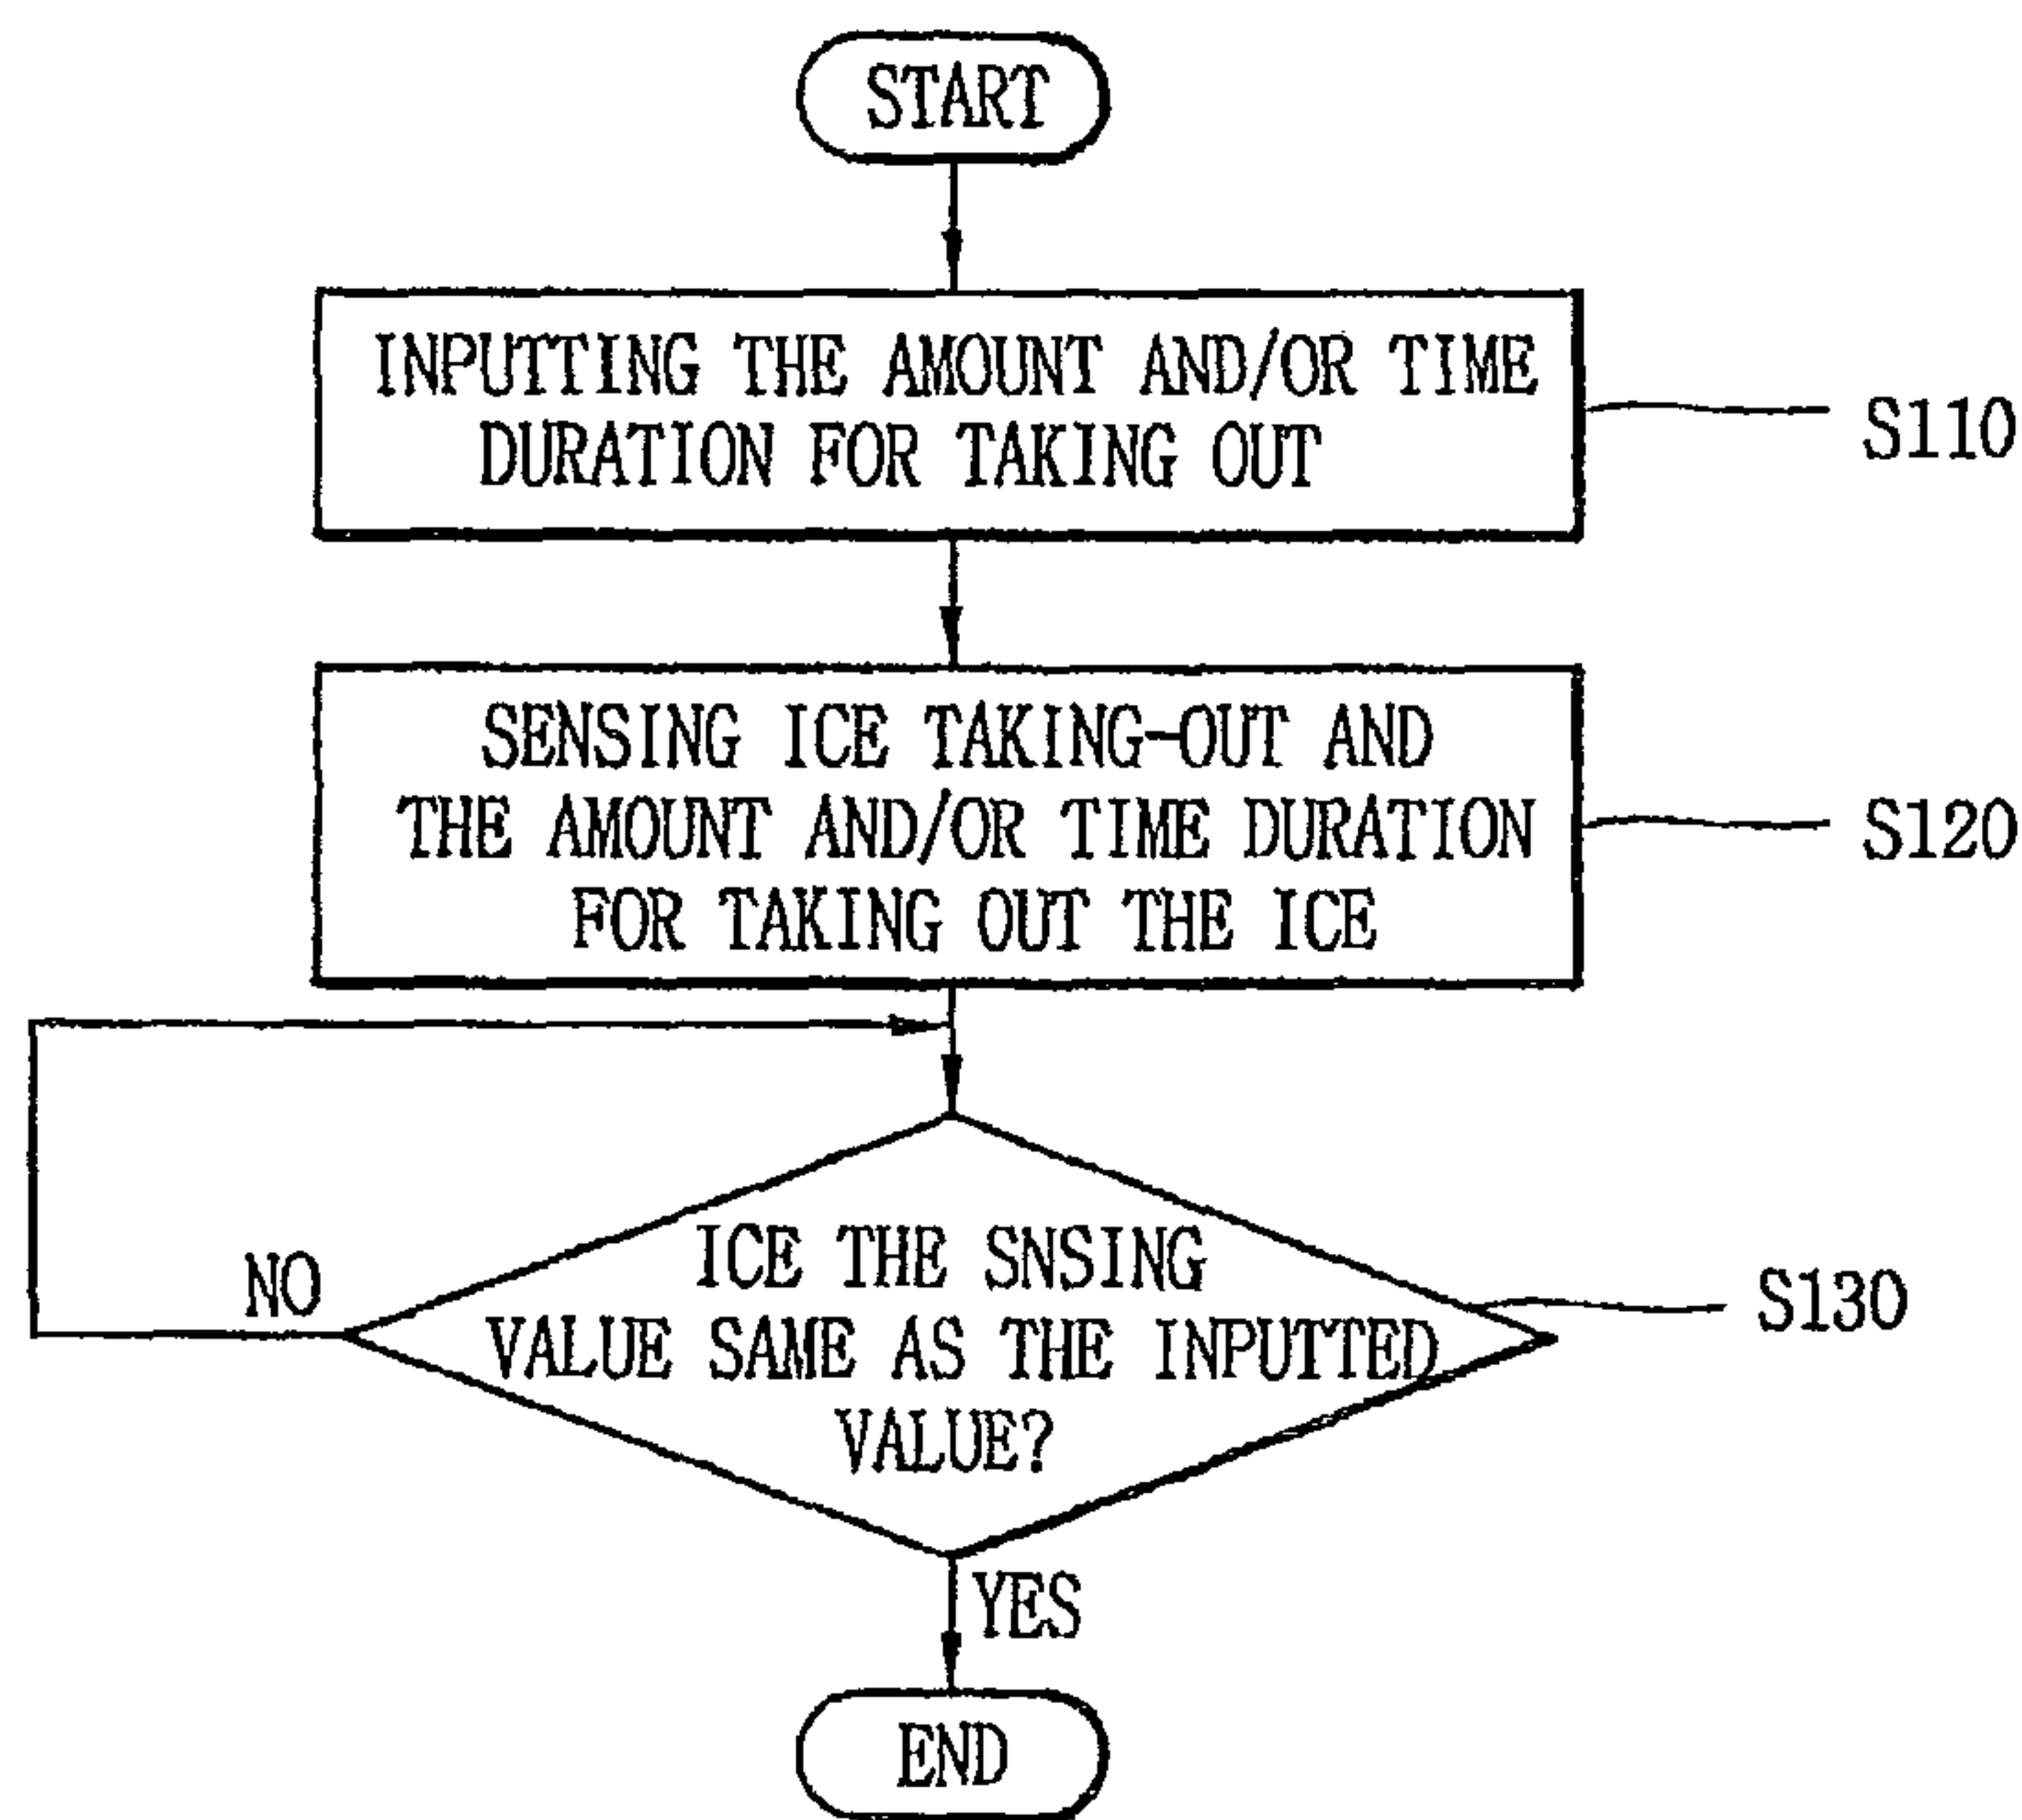 START
INPUTTING THE AMOUNT AND/OR TIME
DURATION FOR TAKING OUT
S110
SENSING ICE TAKING-OUT AND
THE AMOUNT AND/OR TIME DURATION
FOR TAKING OUT THE ICE
S120
ICE THE SNSING
VALUE SAME AS THE INPUTTED
VALUE?
S130
NO
YES
END